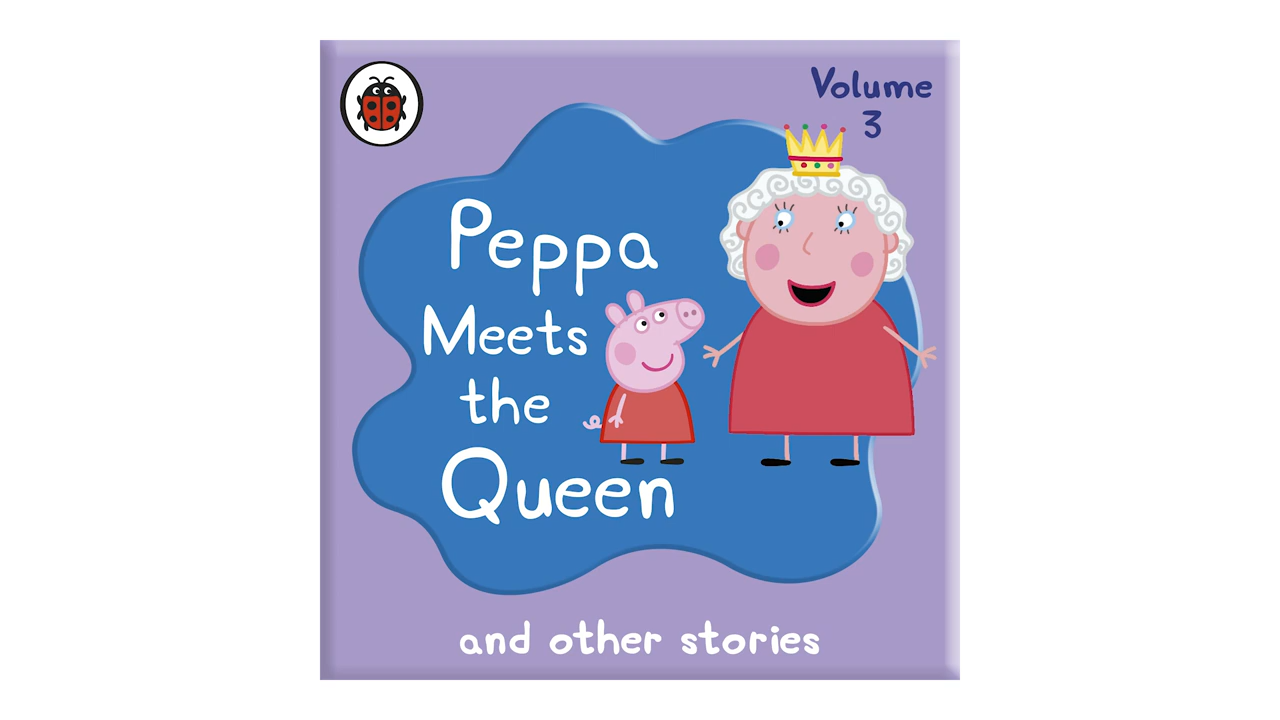 Volume
3
Peppa
Meets
the
Queen
and other stories